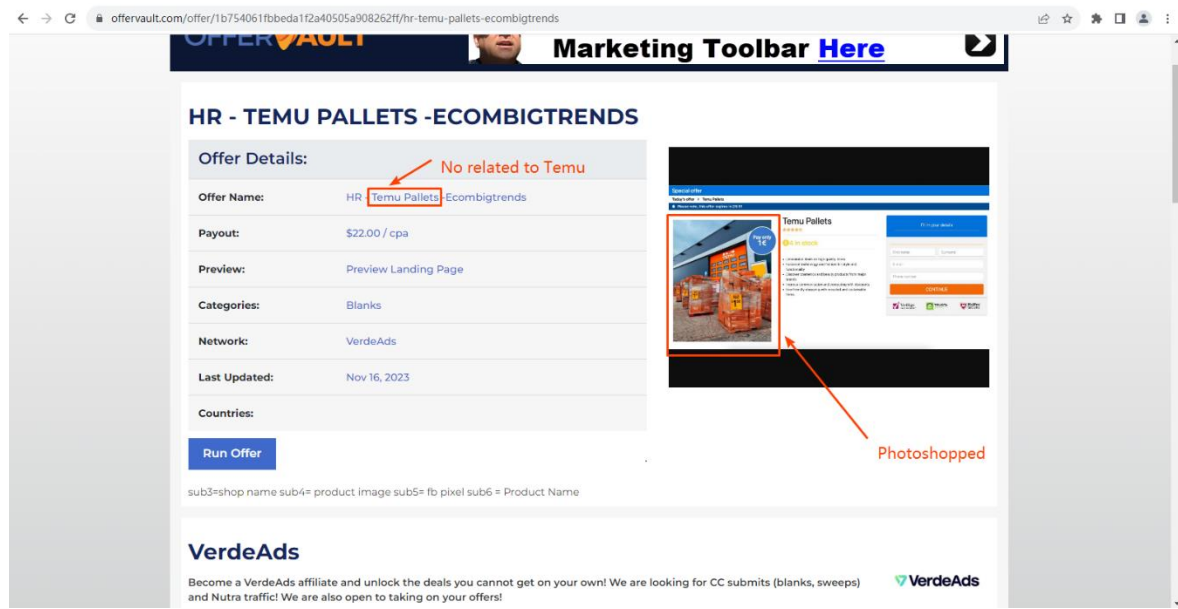 offervault.com/offer/1b754061fbbeda1f2a40505a908262ff/hr-temu-pallets-ecombigtrends
OFFERVAULT
Marketing Toolbar Here
HR - TEMU PALLETS -ECOMBIGTRENDS
Offer Details:
No related to Temu
Offer Name:
HR - Temu Pallets -Ecombigtrends
Payout:
$22.00 / cpa
Preview:
Preview Landing Page
Categories:
Blanks
Network:
VerdeAds
Last Updated:
Nov 16, 2023
Countries:
Special offer
Temu Pallets
Pay only
1€
CONTINUE
Photoshopped
Run Offer
sub3=shop name sub4= product image sub5= fb pixel sub6 = Product Name
VerdeAds
Become a VerdeAds affiliate and unlock the deals you cannot get on your own! We are looking for CC submits (blanks, sweeps)
and Nutra traffic! We are also open to taking on your offers!
VerdeAds